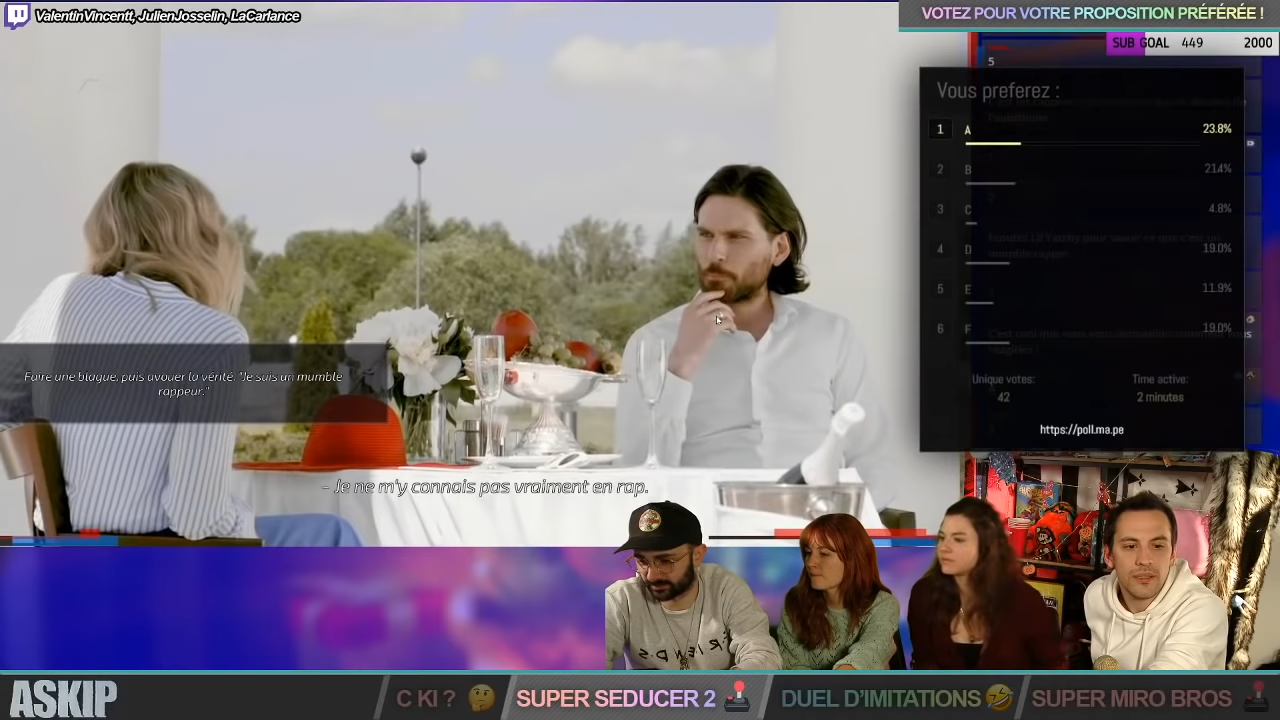 ValentinVincentt, JulienJosselin, LaCarlance
VOTEZ POUR VOTRE PROPOSITION PRÉFÉRÉE !
SUB GOAL 449 2000
5
Vous preferez :
1 A 23.8%
2 B 21.4%
3 C 4.8%
4 D 19.0%
5 E 11.9%
6 F 19.0%
Unique votes: Time active:
42 2 minutes
https://poll.ma.pe
Faire une blague, puis avouer la vérité. "Je suis un mumble
rappeur."
- Je ne m'y connais pas vraiment en rap.
FRIENDS
ASKIP C KI ? SUPER SEDUCER 2 DUEL D'IMITATIONS SUPER MIRO BROS